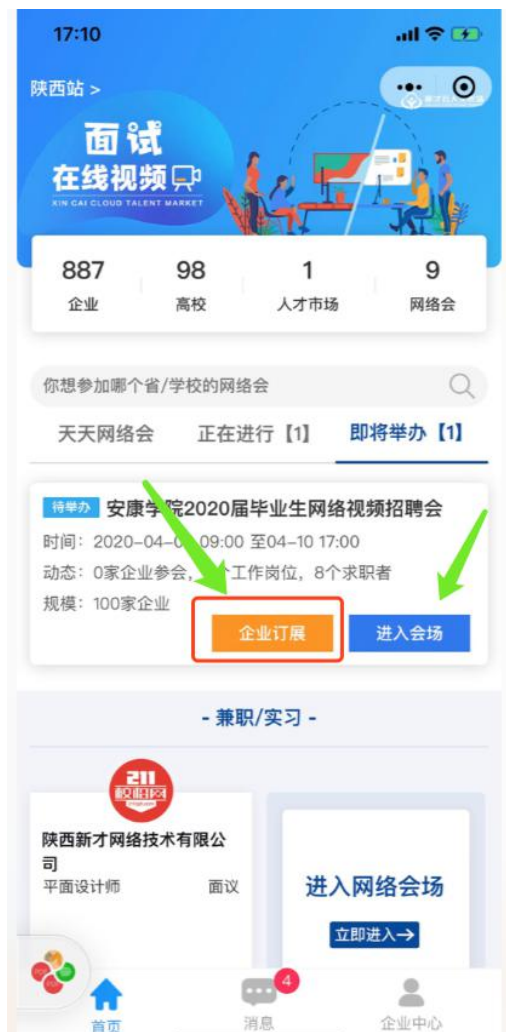 17:10
陕西站 >
面试
在线视频
XIN CAI CLOUD TALENT MARKET
887
98
1
9
企业
高校
人才市场
网络会
你想参加哪个省/学校的网络会
天天网络会
正在进行【1】
即将举办【1】
待举办 安康学院2020届毕业生网络视频招聘会
时间：2020-04-0 09:00 至04-10 17:00
动态：0家企业参会， 个工作岗位，8个求职者
规模：100家企业
企业订展
进入会场
- 兼职/实习 -
211
校招网
陕西新才网络技术有限公司
平面设计师
面议
进入网络会场
立即进入→
4
首页
消息
企业中心